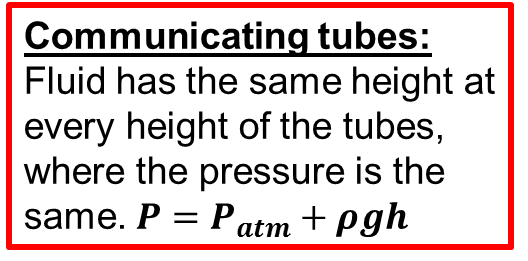 Communicating tubes:
Fluid has the same height at
every height of the tubes,
where the pressure is the
same. P = P_atm + ρgh